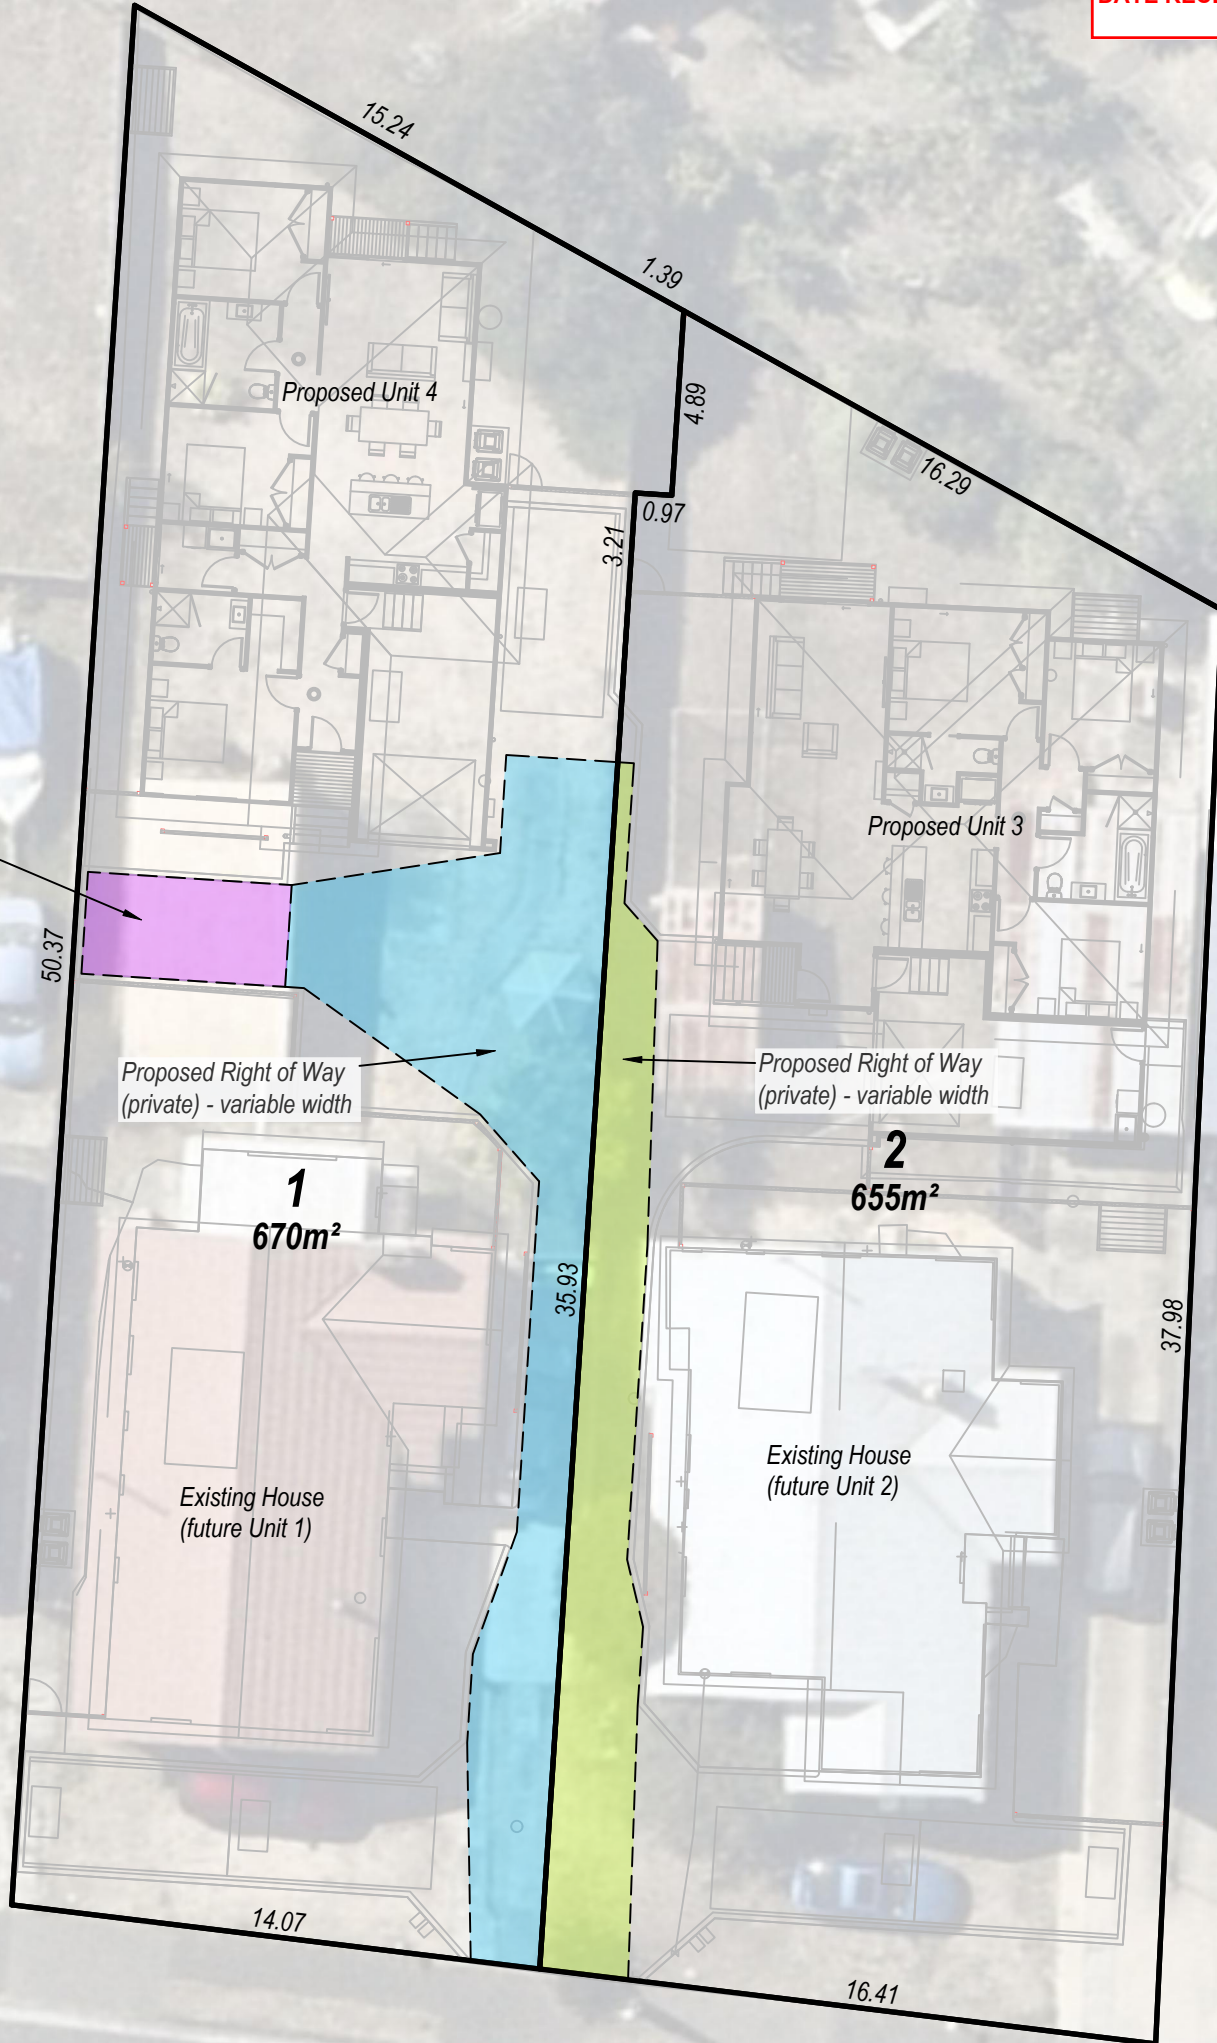 15.24
1.39
4.89
16.29
0.97
3.21
Proposed Unit 4
Proposed Unit 3
50.37
Proposed Right of Way
(private) - variable width
Proposed Right of Way
(private) - variable width
1
670m²
2
655m²
35.93
37.98
Existing House
(future Unit 1)
Existing House
(future Unit 2)
14.07
16.41